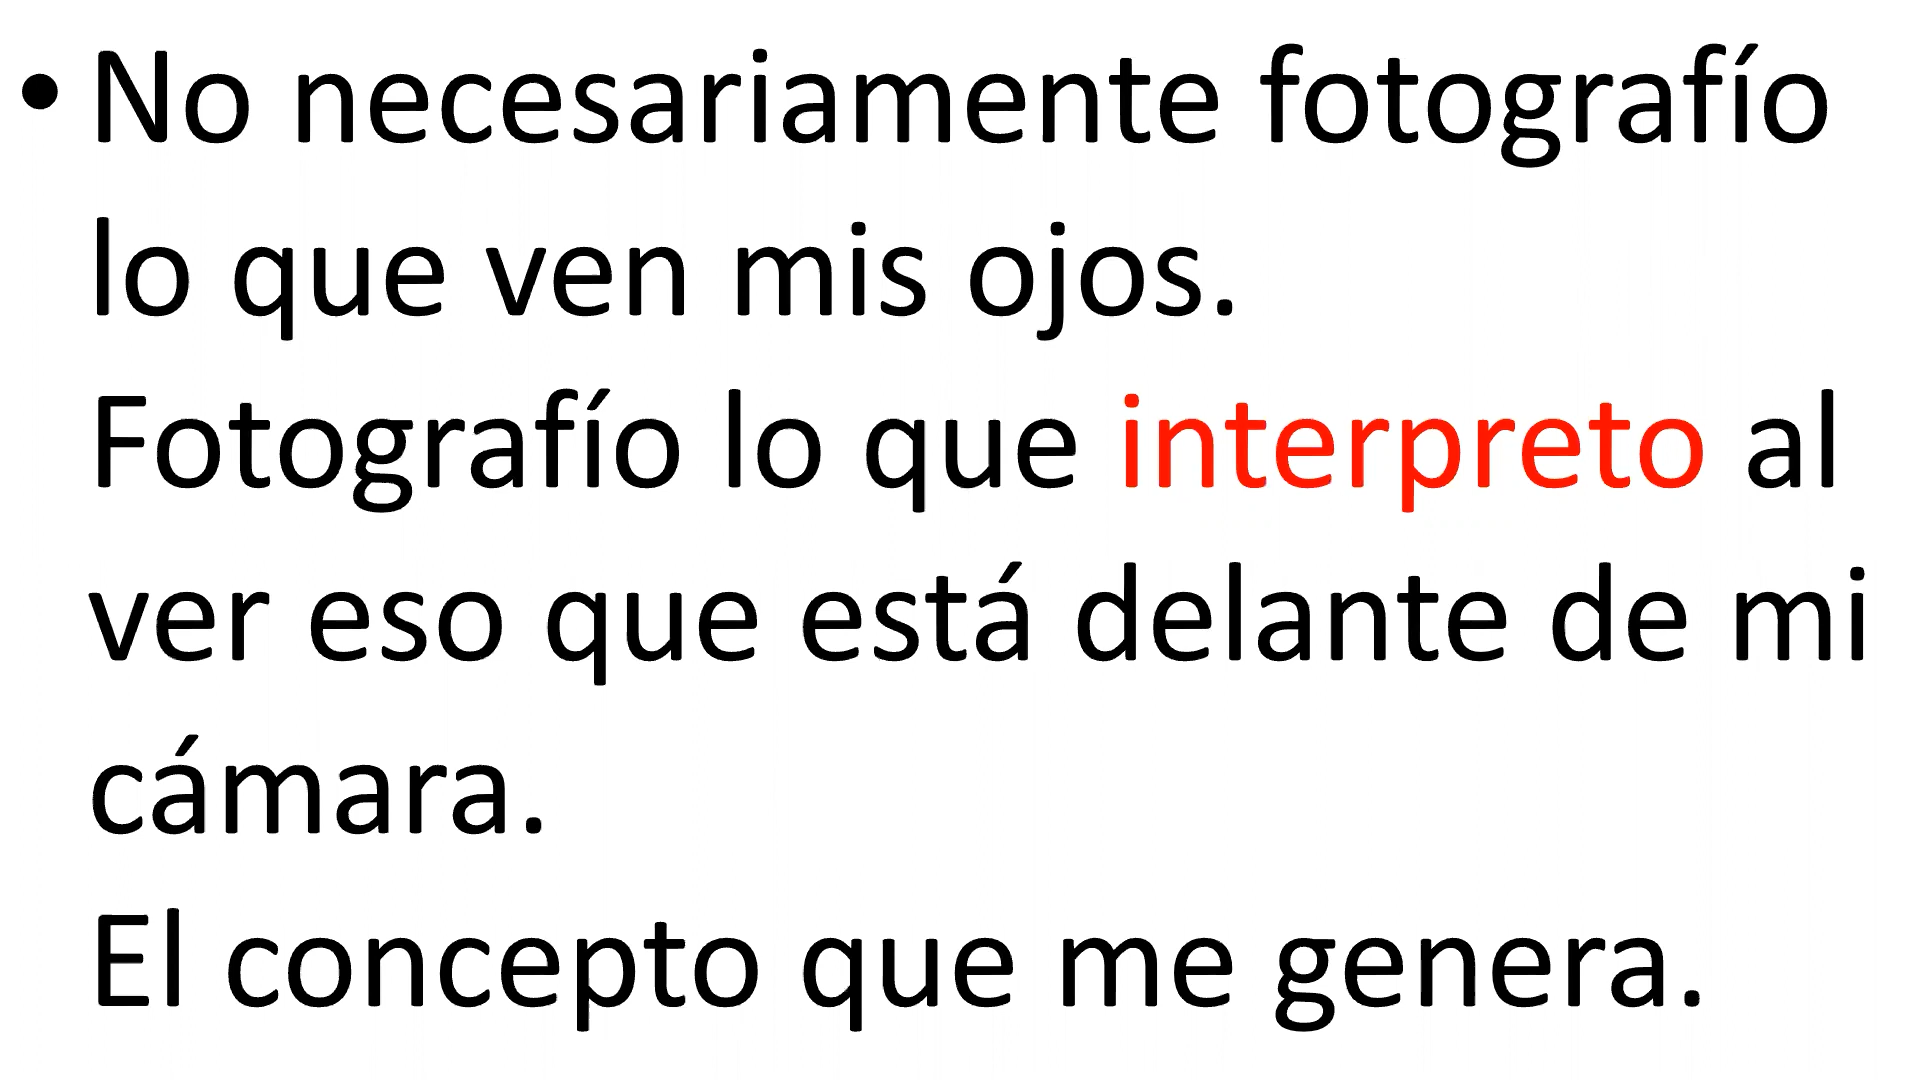 • No necesariamente fotografío
lo que ven mis ojos.
Fotografío lo que interpreto al
ver eso que está delante de mi
cámara.
El concepto que me genera.